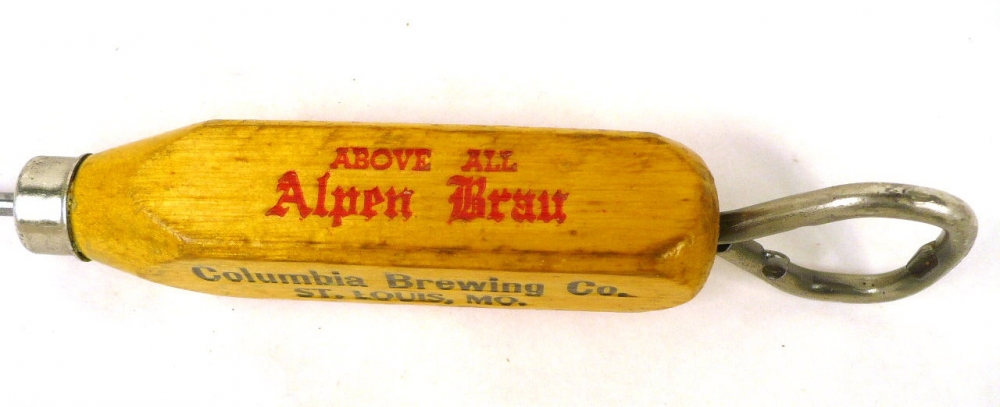 ABOVE ALL
Alpen Brau
Columbia Brewing Co.
ST. LOUIS, MO.